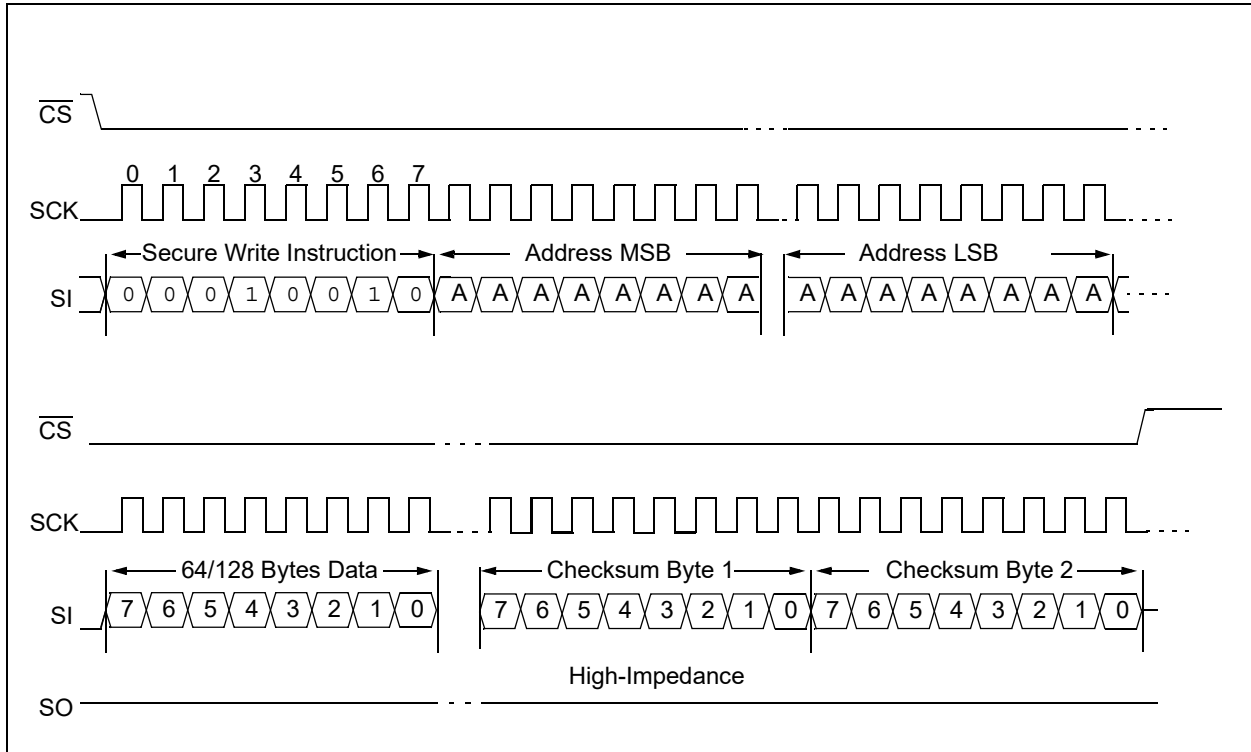 CS
0 1 2 3 4 5 6 7
SCK
Secure Write Instruction Address MSB Address LSB
SI 0 0 0 1 0 0 1 0 A A A A A A A A A A A A A A A A
CS
SCK
64/128 Bytes Data Checksum Byte 1 Checksum Byte 2
SI 7 6 5 4 3 2 1 0 7 6 5 4 3 2 1 0 7 6 5 4 3 2 1 0
High-Impedance
SO